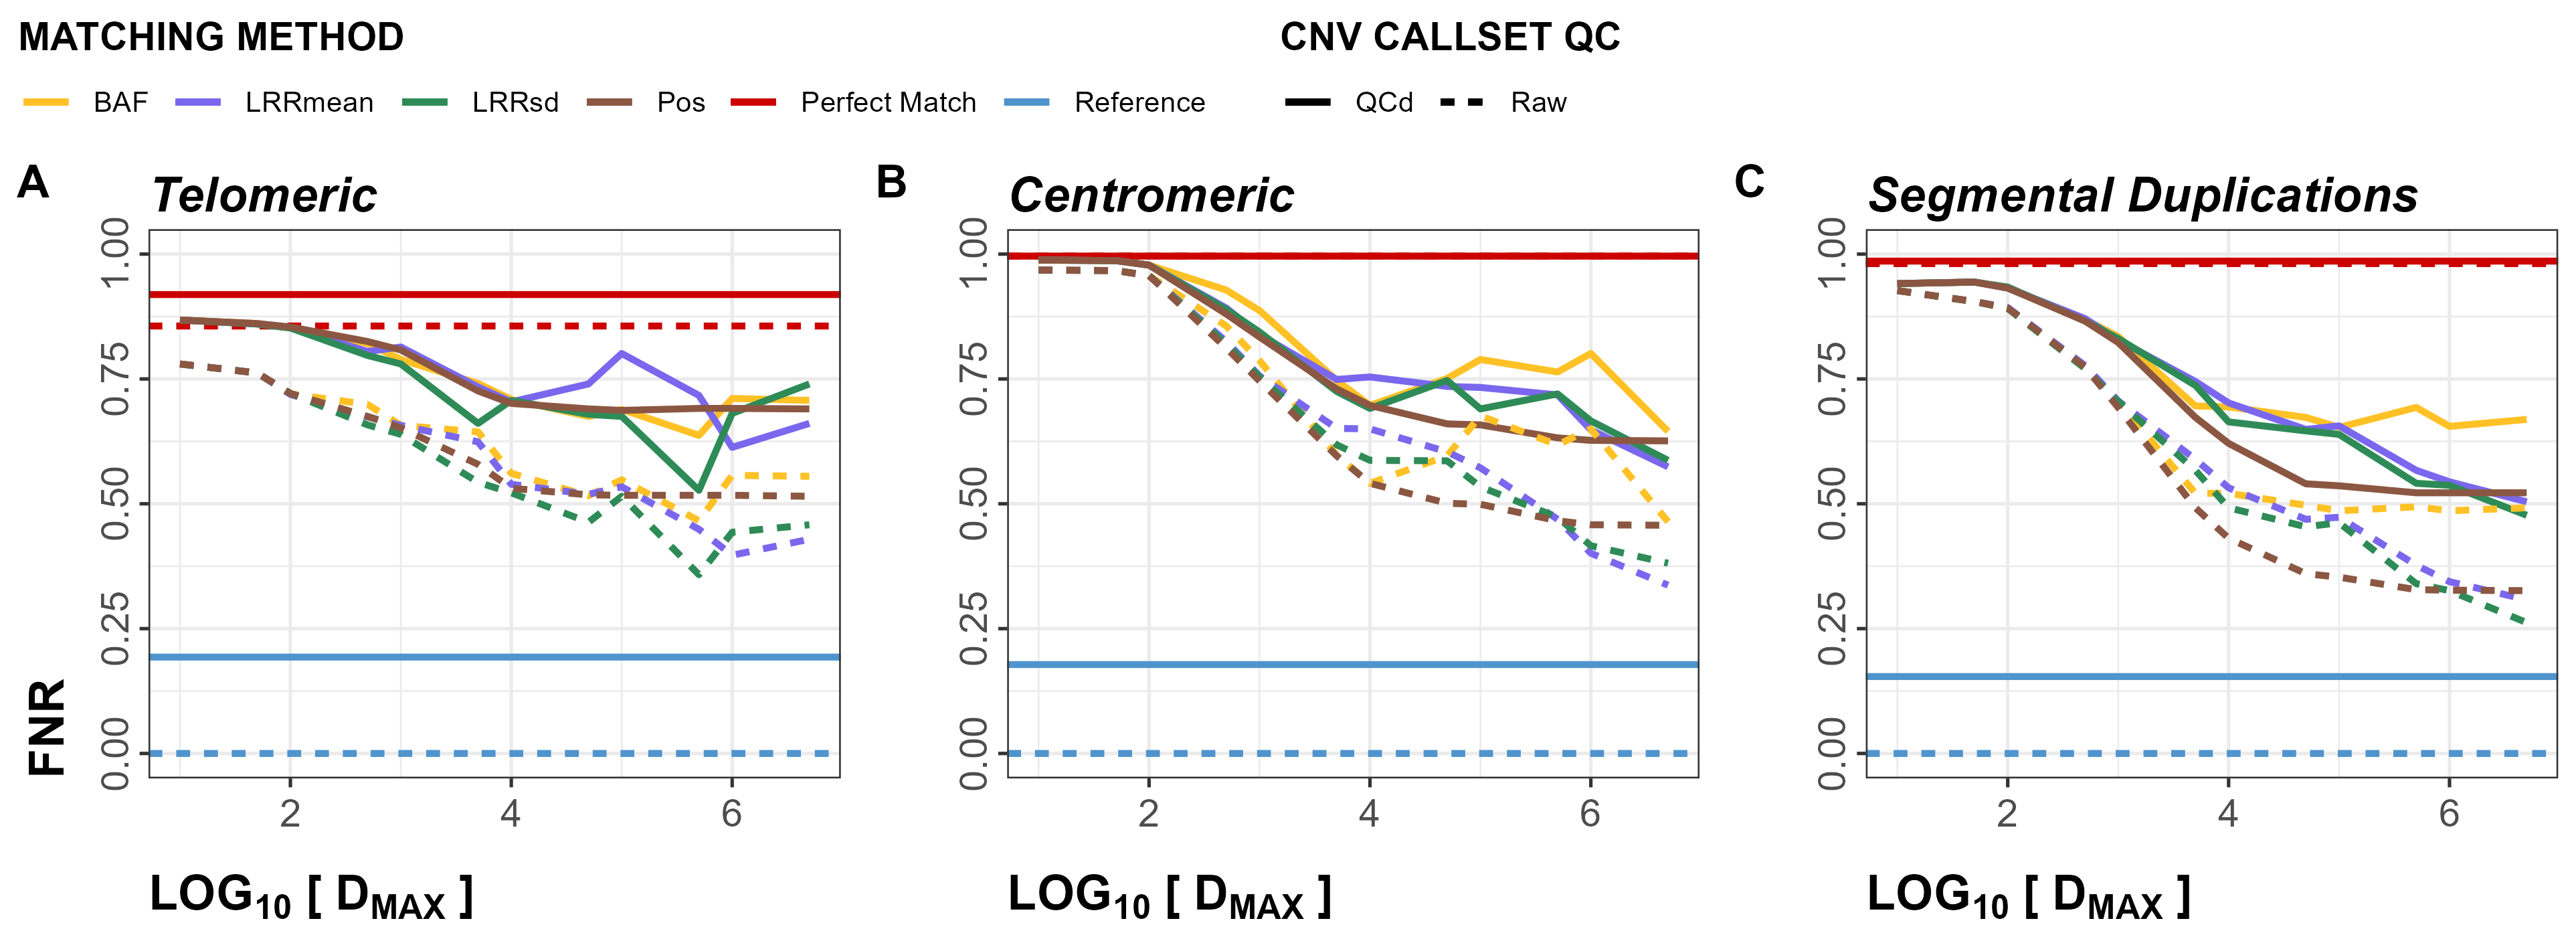 MATCHING METHOD CNV CALLSET QC
BAF LRRmean LRRsd Pos Perfect Match Reference QCd Raw
A Telomeric B Centromeric C Segmental Duplications
1.00 1.00 1.00
0.75 0.75 0.75
0.50 0.50 0.50
0.25 0.25 0.25
0.00 0.00 0.00
FNR
2 4 6 2 4 6 2 4 6
LOG10 [ DMAX ] LOG10 [ DMAX ] LOG10 [ DMAX ]